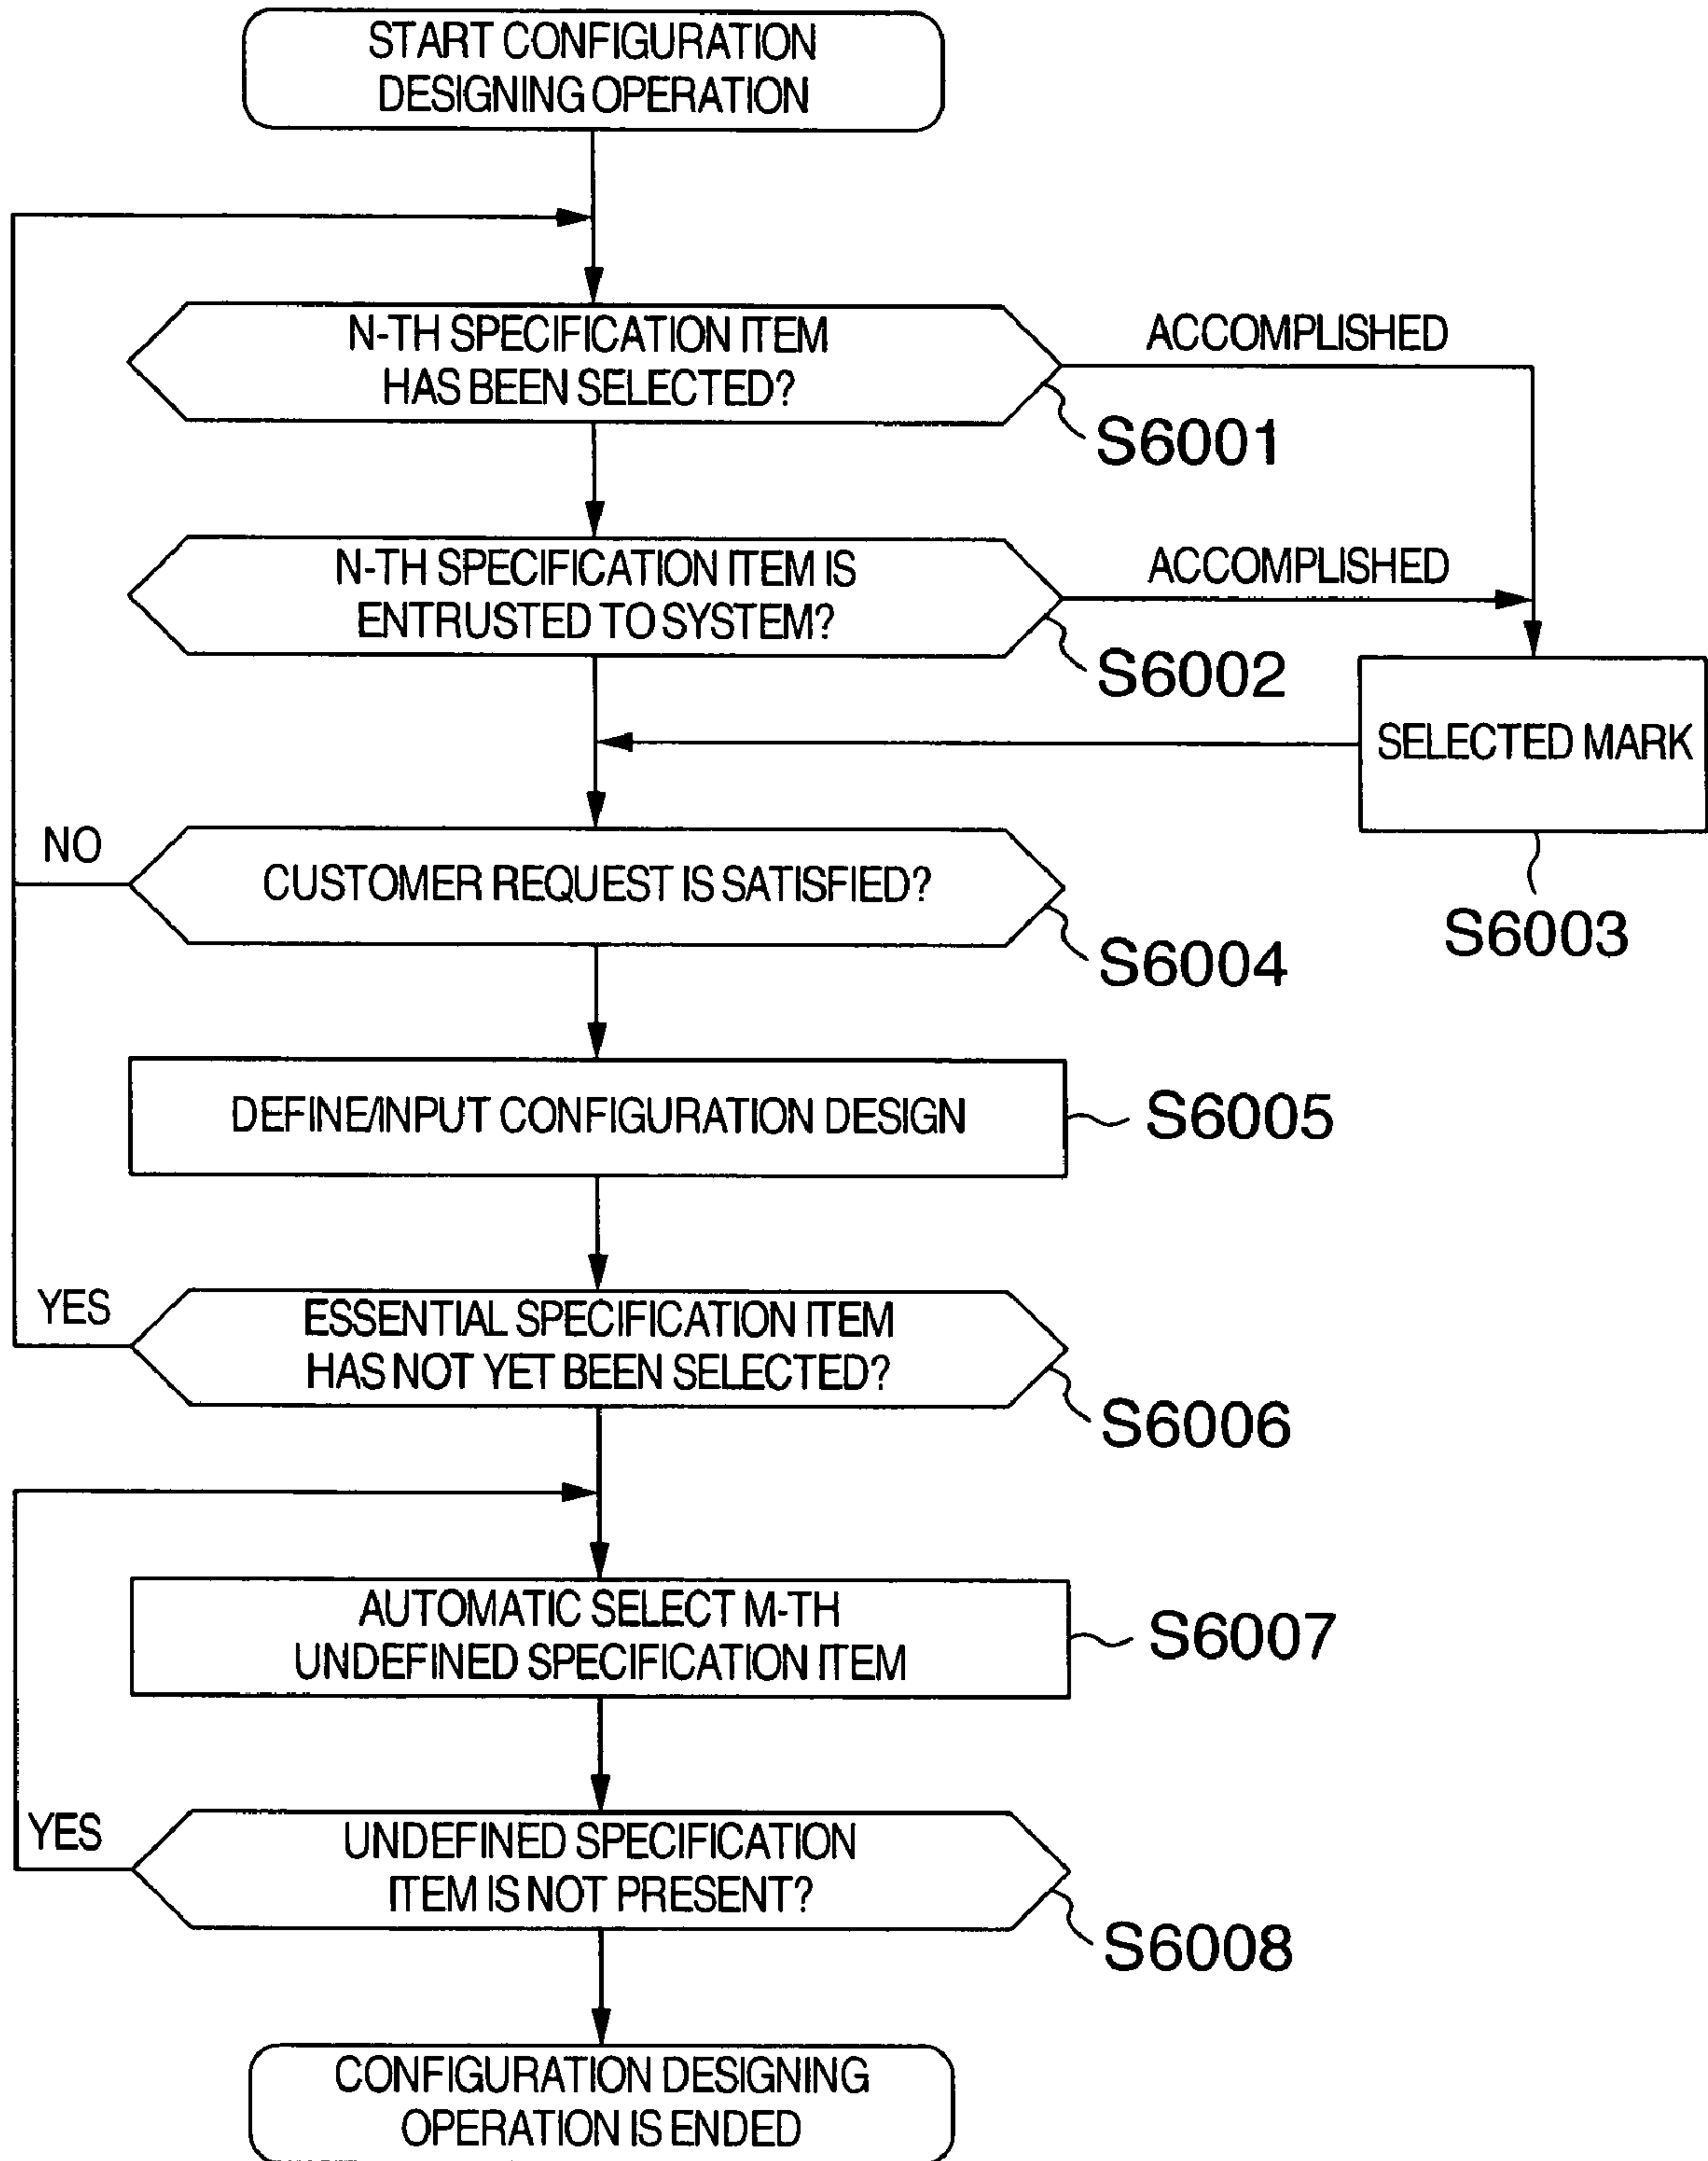 START CONFIGURATION
DESIGNING OPERATION
N-TH SPECIFICATION ITEM
HAS BEEN SELECTED?
ACCOMPLISHED
S6001
N-TH SPECIFICATION ITEM IS
ENTRUSTED TO SYSTEM?
ACCOMPLISHED
S6002
SELECTED MARK
S6003
NO
CUSTOMER REQUEST IS SATISFIED?
S6004
DEFINE/INPUT CONFIGURATION DESIGN
S6005
YES
ESSENTIAL SPECIFICATION ITEM
HAS NOT YET BEEN SELECTED?
S6006
AUTOMATIC SELECT M-TH
UNDEFINED SPECIFICATION ITEM
S6007
YES
UNDEFINED SPECIFICATION
ITEM IS NOT PRESENT?
S6008
CONFIGURATION DESIGNING
OPERATION IS ENDED